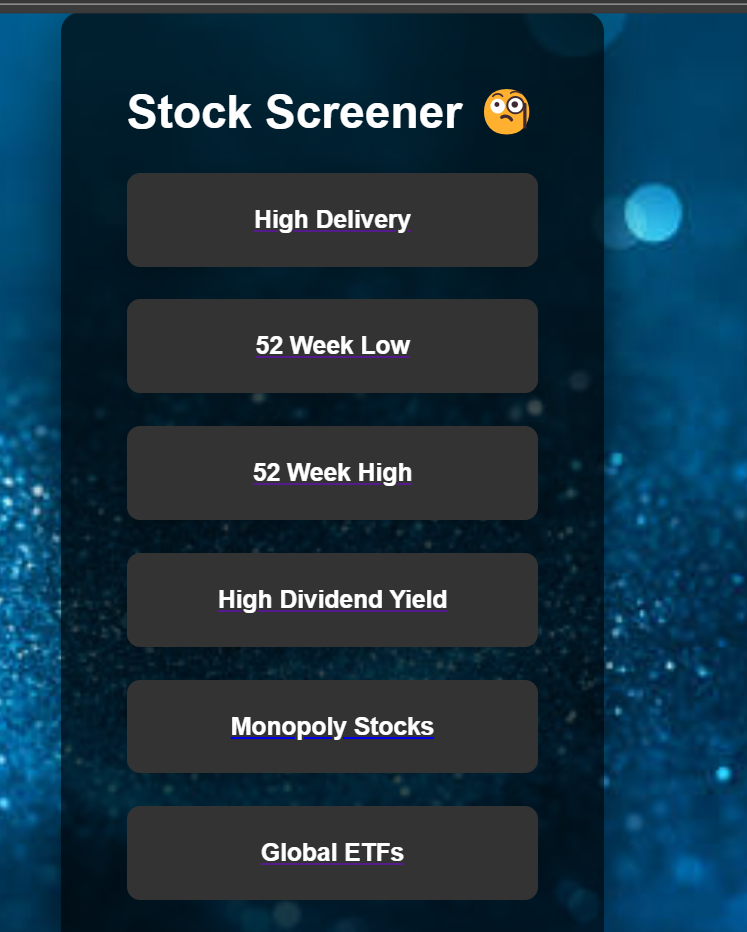 Stock Screener 🧐
High Delivery
52 Week Low
52 Week High
High Dividend Yield
Monopoly Stocks
Global ETFs